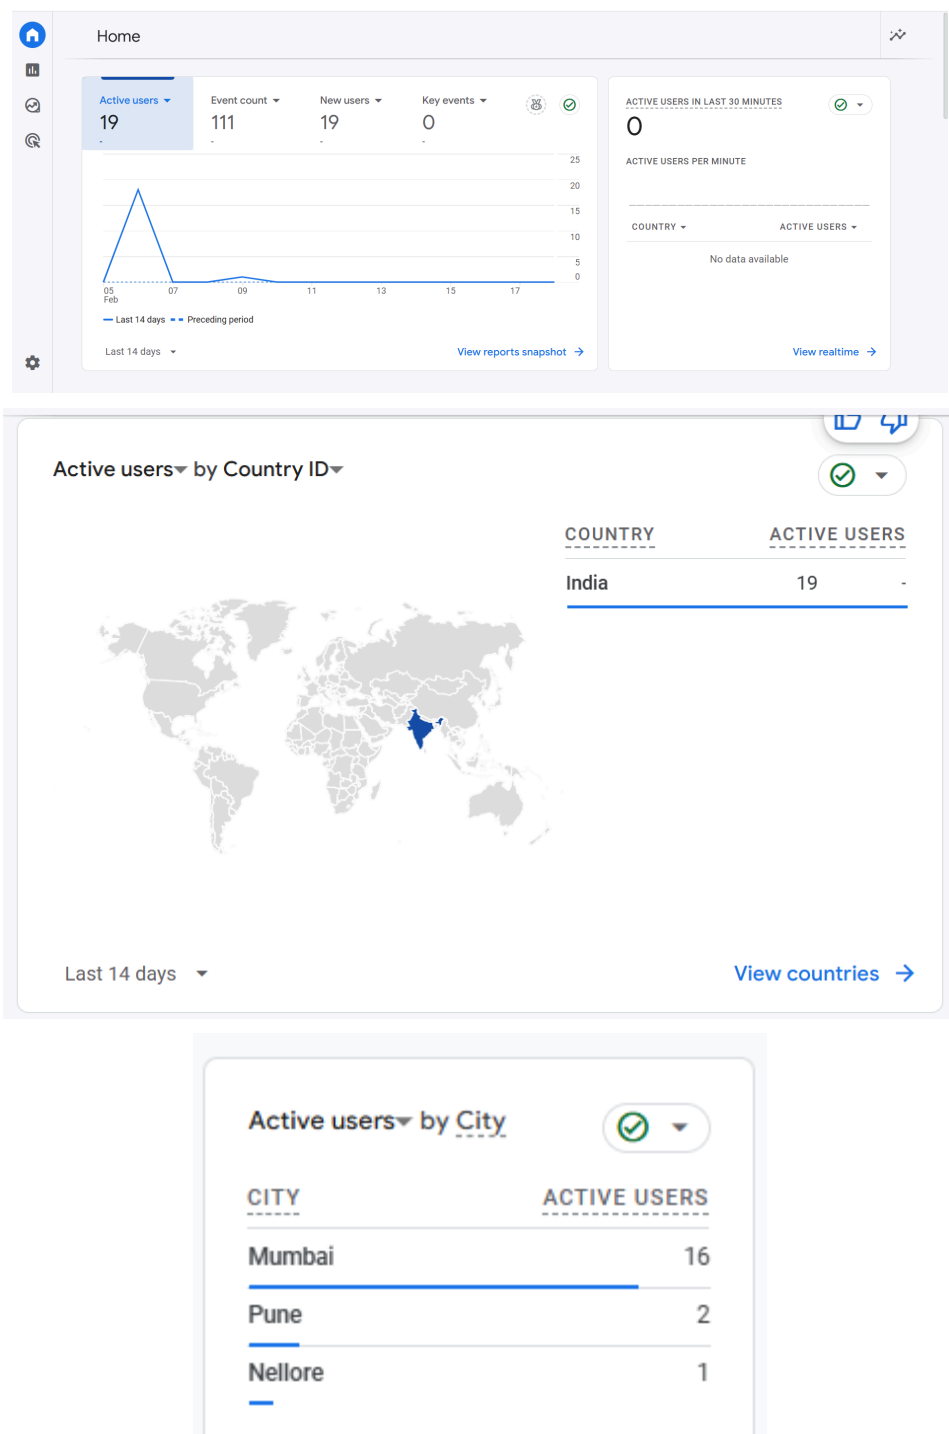 Home
Active users Event count New users Key events
19 111 19 0
- - - -
25
20
15
10
5
0
05 07 09 11 13 15 17
Feb
Last 14 days Preceding period
Last 14 days View reports snapshot
ACTIVE USERS IN LAST 30 MINUTES
0
ACTIVE USERS PER MINUTE
COUNTRY ACTIVE USERS
No data available
View realtime
Active users by Country ID
COUNTRY ACTIVE USERS
India 19 -
Last 14 days View countries
Active users by City
CITY ACTIVE USERS
Mumbai 16
Pune 2
Nellore 1